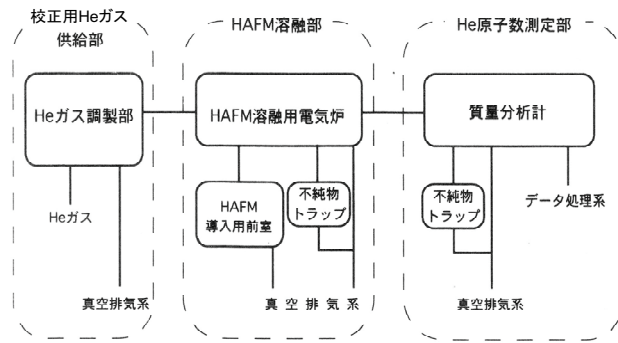 校正用Heガス
供給部
Heガス調製部
Heガス
真空排気系
HAFM溶融部
HAFM溶融用電気炉
HAFM
導入用前室
不純物
トラップ
真空排気系
He原子数測定部
質量分析計
不純物
トラップ
データ処理系
真空排気系